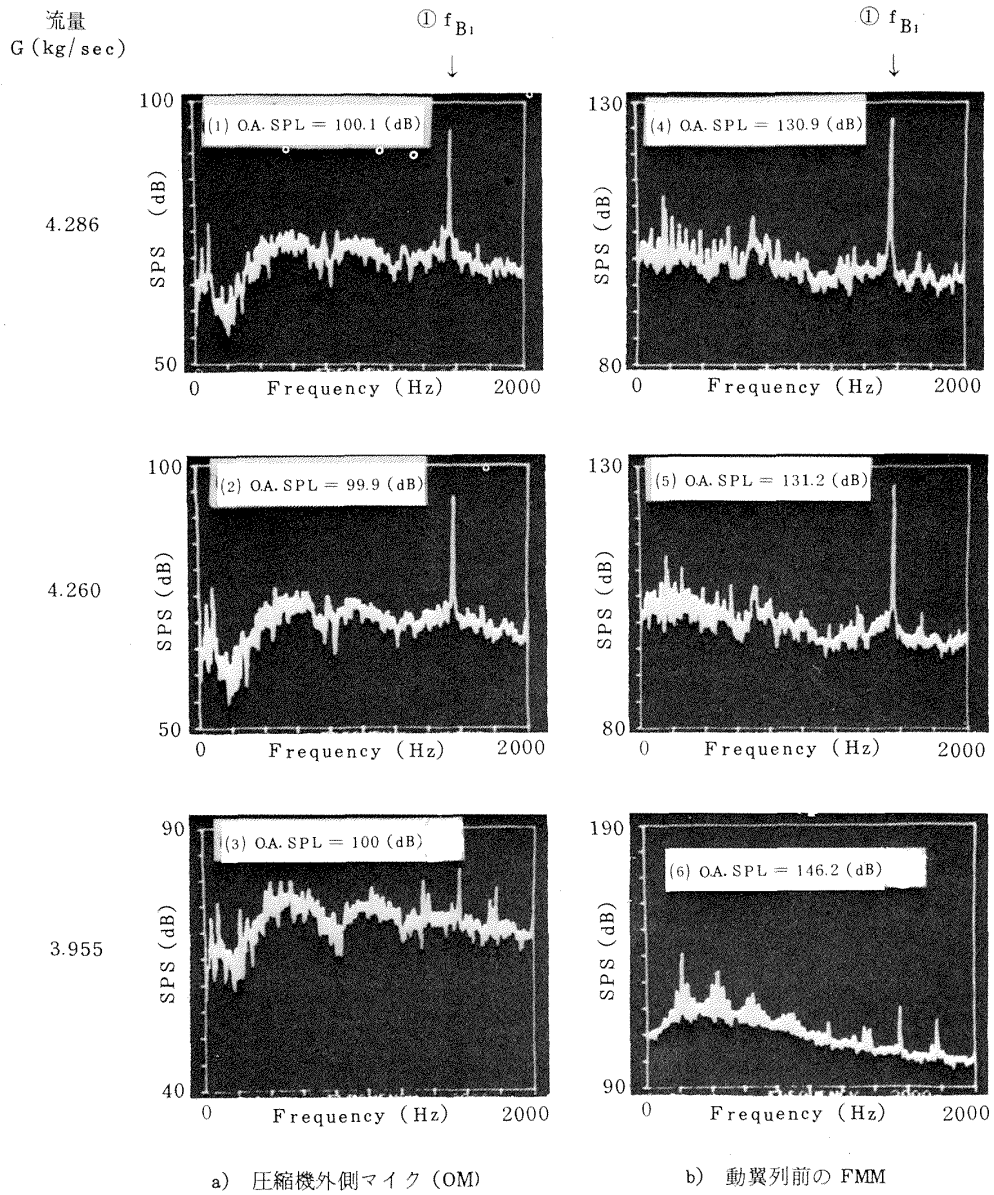 流量
G (kg/sec)
① f_B1
↓
① f_B1
↓
4.286
100
SPS (dB)
50
(1) O.A. SPL = 100.1 (dB)
0
Frequency (Hz)
2000
130
SPS (dB)
80
(4) O.A. SPL = 130.9 (dB)
0
Frequency (Hz)
2000
4.260
100
SPS (dB)
50
(2) O.A. SPL = 99.9 (dB)
0
Frequency (Hz)
2000
130
SPS (dB)
80
(5) O.A. SPL = 131.2 (dB)
0
Frequency (Hz)
2000
3.955
90
SPS (dB)
40
(3) O.A. SPL = 100 (dB)
0
Frequency (Hz)
2000
190
SPS (dB)
90
(6) O.A. SPL = 146.2 (dB)
0
Frequency (Hz)
2000
a) 圧縮機外側マイク (OM)
b) 動翼列前の FMM